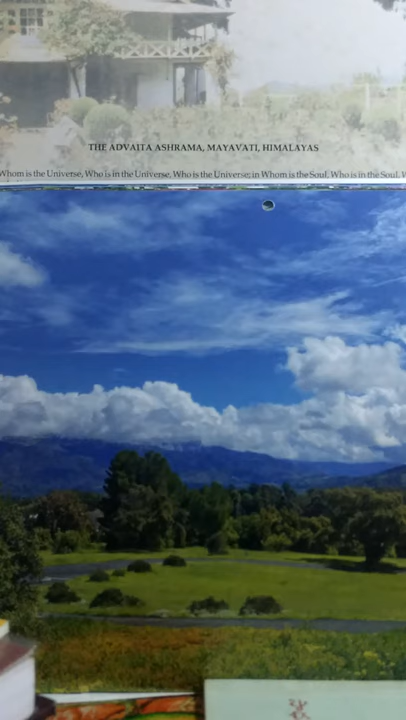 THE ADVAITA ASHRAMA, MAYAVATI, HIMALAYAS
Whom is the Universe, Who is in the Universe, Who is the Universe; in Whom is the Soul, Who is in the Soul,